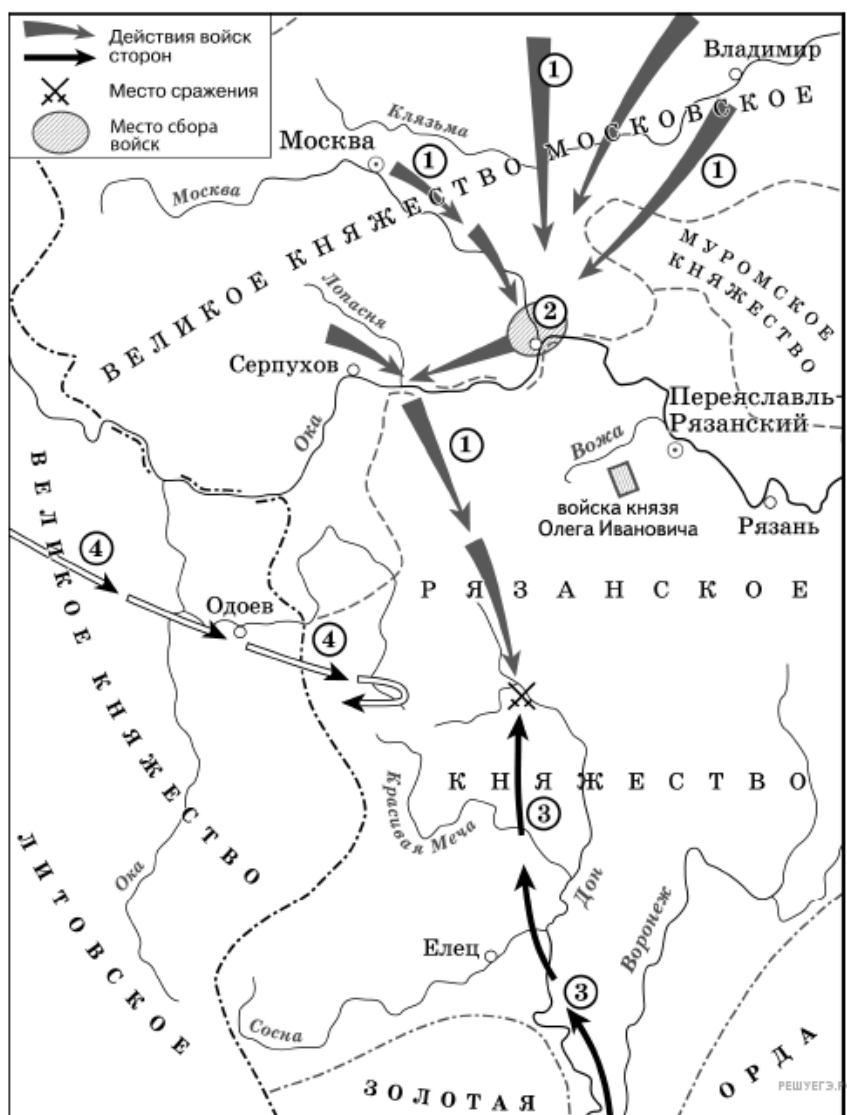 Действия войск
сторон
Место сражения
Место сбора
войск
1
Владимир
Клязьма
Москва
1
ВЕЛИКОЕ КНЯЖЕСТВО МОСКОВСКОЕ
1
Москва
МУРОМСКОЕ
КНЯЖЕСТВО
Лопасня
2
Серпухов
Переяславль-
Рязанский
Ока
1
Вожа
войска князя
Олега Ивановича
Рязань
4
РЯЗАНСКОЕ
Одоев
4
ВЕЛИКОЕ КНЯЖЕСТВО
КНЯЖЕСТВО
Красивая Меча
3
ЛИТОВСКОЕ
Ока
Дон
Воронеж
Елец
3
Сосна
ЗОЛОТАЯ
ОРДА